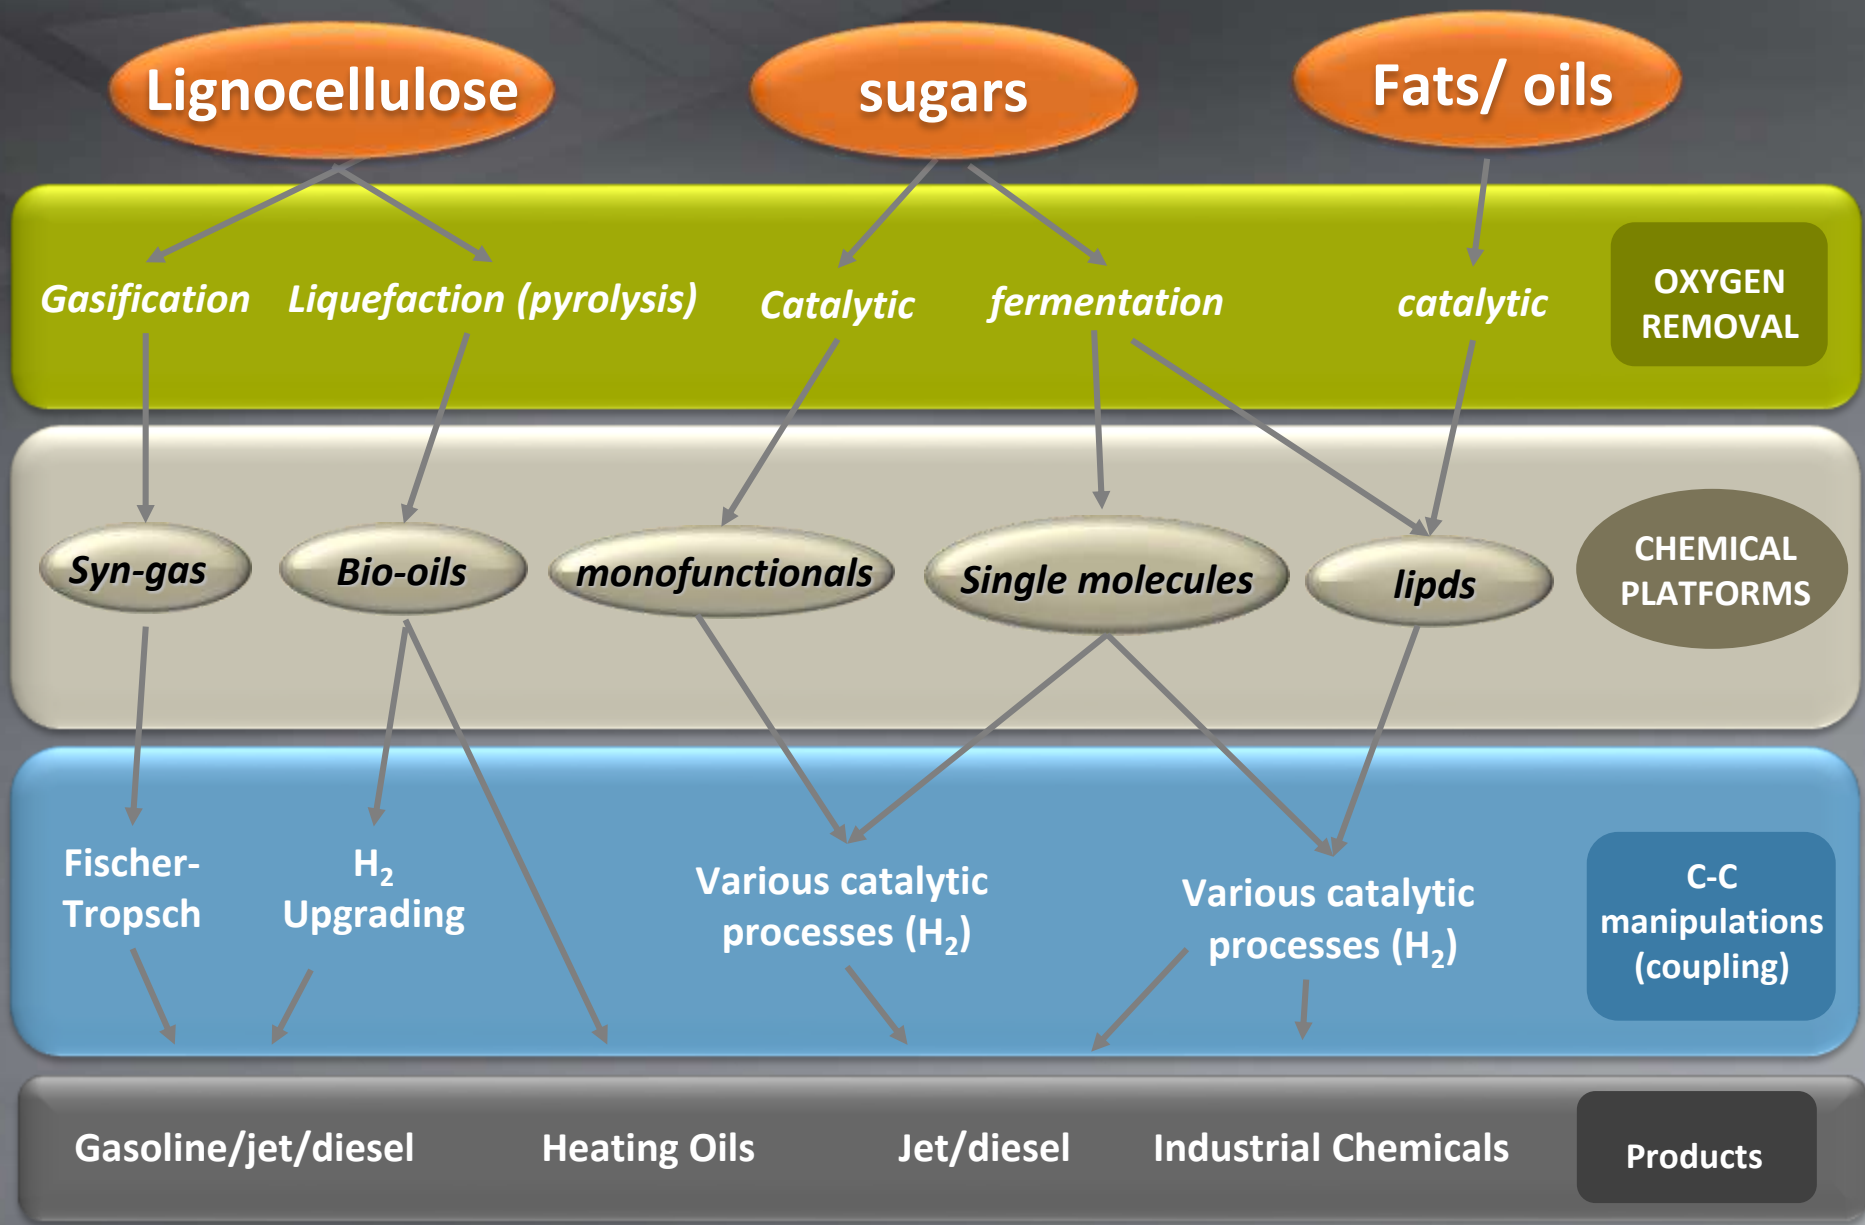 Lignocellulose
sugars
Fats/ oils
Gasification
Liquefaction (pyrolysis)
Catalytic
fermentation
catalytic
OXYGEN
REMOVAL
Syn-gas
Bio-oils
monofunctionals
Single molecules
lipds
CHEMICAL
PLATFORMS
Fischer-
Tropsch
H₂
Upgrading
Various catalytic
processes (H₂)
Various catalytic
processes (H₂)
C-C
manipulations
(coupling)
Gasoline/jet/diesel
Heating Oils
Jet/diesel
Industrial Chemicals
Products